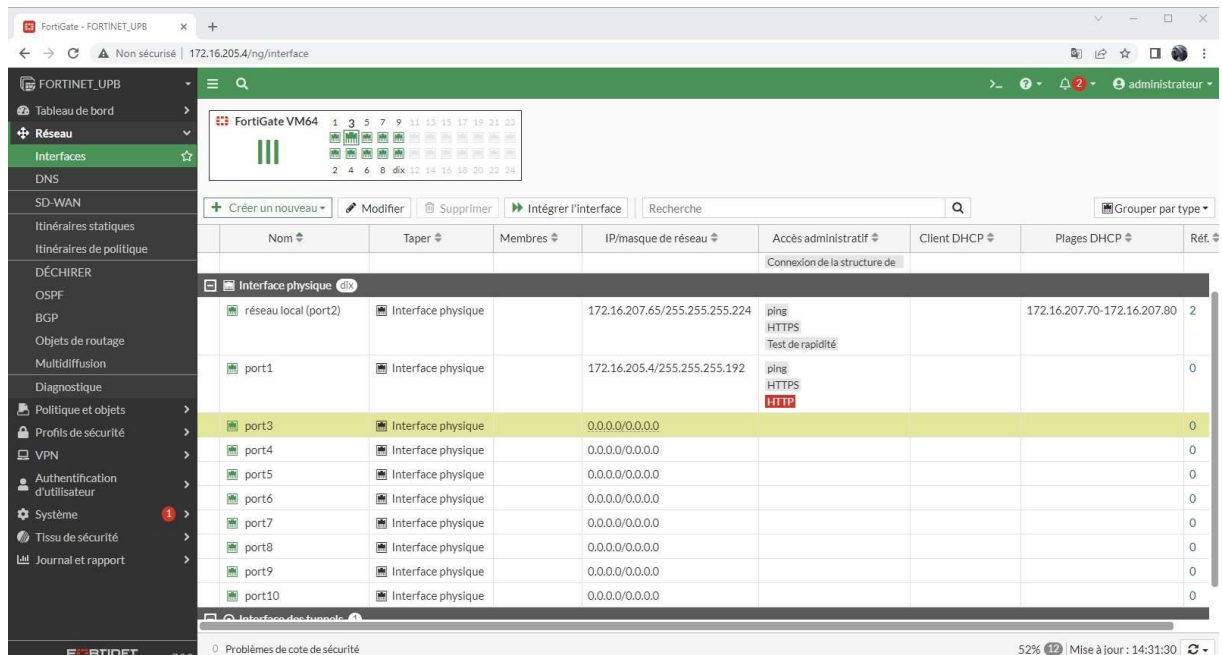 FortiGate - FORTINET_UPB
Non sécurisé | 172.16.205.4/ng/interface
FORTINET_UPB
>_
2
administrateur
Tableau de bord
Réseau
Interfaces
DNS
SD-WAN
Itinéraires statiques
Itinéraires de politique
DÉCHIRER
OSPF
BGP
Objets de routage
Multidiffusion
Diagnostique
Politique et objets
Profils de sécurité
VPN
Authentification
d'utilisateur
Système 1
Tissu de sécurité
Journal et rapport
FortiGate VM64
1 3 5 7 9 11 13 15 17 19 21 23
2 4 6 8 dix 12 14 16 18 20 22 24
+ Créer un nouveau Modifier Supprimer Intégrer l'interface Recherche Grouper par type
Nom Taper Membres IP/masque de réseau Accès administratif Client DHCP Plages DHCP Réf.
Connexion de la structure de
Interface physique dix
réseau local (port2) Interface physique 172.16.207.65/255.255.255.224 ping 172.16.207.70-172.16.207.80 2
HTTPS
Test de rapidité
port1 Interface physique 172.16.205.4/255.255.255.192 ping 0
HTTPS
HTTP
port3 Interface physique 0.0.0.0/0.0.0.0 0
port4 Interface physique 0.0.0.0/0.0.0.0 0
port5 Interface physique 0.0.0.0/0.0.0.0 0
port6 Interface physique 0.0.0.0/0.0.0.0 0
port7 Interface physique 0.0.0.0/0.0.0.0 0
port8 Interface physique 0.0.0.0/0.0.0.0 0
port9 Interface physique 0.0.0.0/0.0.0.0 0
port10 Interface physique 0.0.0.0/0.0.0.0 0
Interface des tunnels 1
FORTINET
0 Problèmes de cote de sécurité
52% 12 Mise à jour : 14:31:30